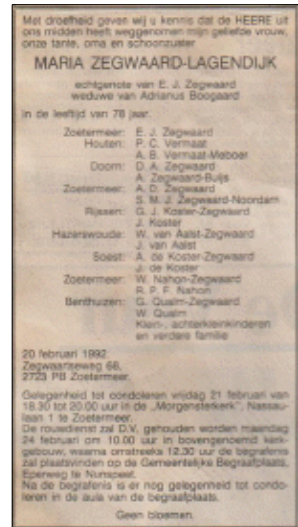 Met droefheid geven wij u kennis dat de HEERE uit
ons midden heeft weggenomen mijn geliefde vrouw,
onze tante, oma en schoonzuster
MARIA ZEGWAARD-LAGENDIJK
echtgenote van E. J. Zegwaard
weduwe van Adrianus Boogaard
in de leeftijd van 78 jaar.
Zoetermeer: E. J. Zegwaard
Houten: P. C. Vermaat
A. B. Vermaat-Meboer
Doorn: D. A. Zegwaard
A. Zegwaard-Buijs
Zoetermeer: A. D. Zegwaard
S. M. J. Zegwaard-Noordam
Rijssen: G. J. Koster-Zegwaard
J. Koster
Hazerswoude: W. van Aalst-Zegwaard
J. van Aalst
Soest: A. de Koster-Zegwaard
J. de Koster
Zoetermeer: W. Nahon-Zegwaard
R. P. F. Nahon
Benthuizen: G. Qualm-Zegwaard
W. Qualm
Klein-, achterkleinkinderen
en verdere familie
20 februari 1992.
Zegwaartseweg 68,
2723 PB Zoetermeer.
Gelegenheid tot condoleren vrijdag 21 februari van
18.30 tot 20.00 uur in de „Morgensterkerk”, Nassau-
laan 1 te Zoetermeer.
De rouwdienst zal D.V. gehouden worden maandag
24 februari om 10.00 uur in bovengenoemd kerk-
gebouw, waarna omstreeks 12.30 uur de begrafenis
zal plaatsvinden op de Gemeentelijke Begraafplaats,
Eperweg te Nunspeet.
Na de begrafenis is er nog gelegenheid tot condo-
leren in de aula van de begraafplaats.
Geen bloemen.